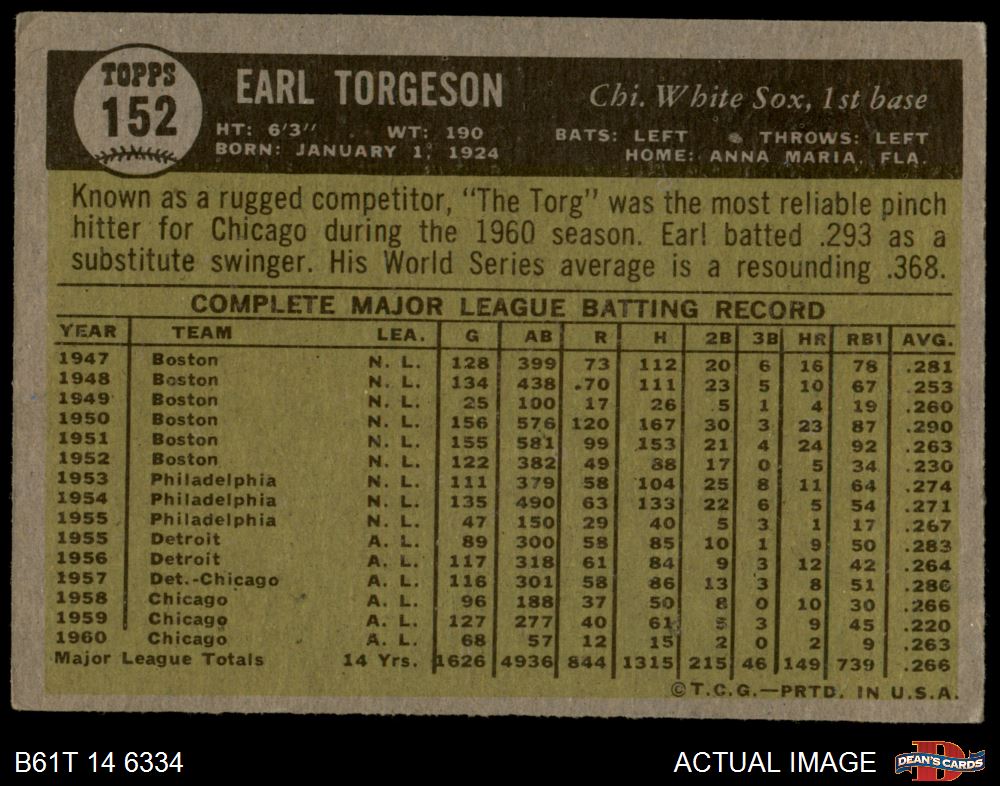 TOPPS
152
EARL TORGESON
Chi. White Sox, 1st base
HT: 6'3" WT: 190 BATS: LEFT • THROWS: LEFT
BORN: JANUARY 1, 1924 HOME: ANNA MARIA, FLA.
Known as a rugged competitor, "The Torg" was the most reliable pinch
hitter for Chicago during the 1960 season. Earl batted .293 as a
substitute swinger. His World Series average is a resounding .368.
COMPLETE MAJOR LEAGUE BATTING RECORD
YEAR TEAM LEA. G AB R H 2B 3B HR RBI AVG.
1947 Boston N. L. 128 399 73 112 20 6 16 78 .281
1948 Boston N. L. 134 438 70 111 23 5 10 67 .253
1949 Boston N. L. 25 100 17 26 5 1 4 19 .260
1950 Boston N. L. 156 576 120 167 30 3 23 87 .290
1951 Boston N. L. 155 581 99 153 21 4 24 92 .263
1952 Boston N. L. 122 382 49 88 17 0 5 34 .230
1953 Philadelphia N. L. 111 379 58 104 25 8 11 64 .274
1954 Philadelphia N. L. 135 490 63 133 22 6 5 54 .271
1955 Philadelphia N. L. 47 150 29 40 5 3 1 17 .267
1955 Detroit A. L. 89 300 58 85 10 1 9 50 .283
1956 Detroit A. L. 117 318 61 84 9 3 12 42 .264
1957 Det.-Chicago A. L. 116 301 58 86 13 3 8 51 .286
1958 Chicago A. L. 96 188 37 50 8 0 10 30 .266
1959 Chicago A. L. 127 277 40 61 5 3 9 45 .220
1960 Chicago A. L. 68 57 12 15 2 0 2 9 .263
Major League Totals 14 Yrs. 1626 4936 844 1315 215 46 149 739 .266
©T.C.G.—PRTD. IN U.S.A.
B61T 14 6334
ACTUAL IMAGE
DEAN'S CARDS